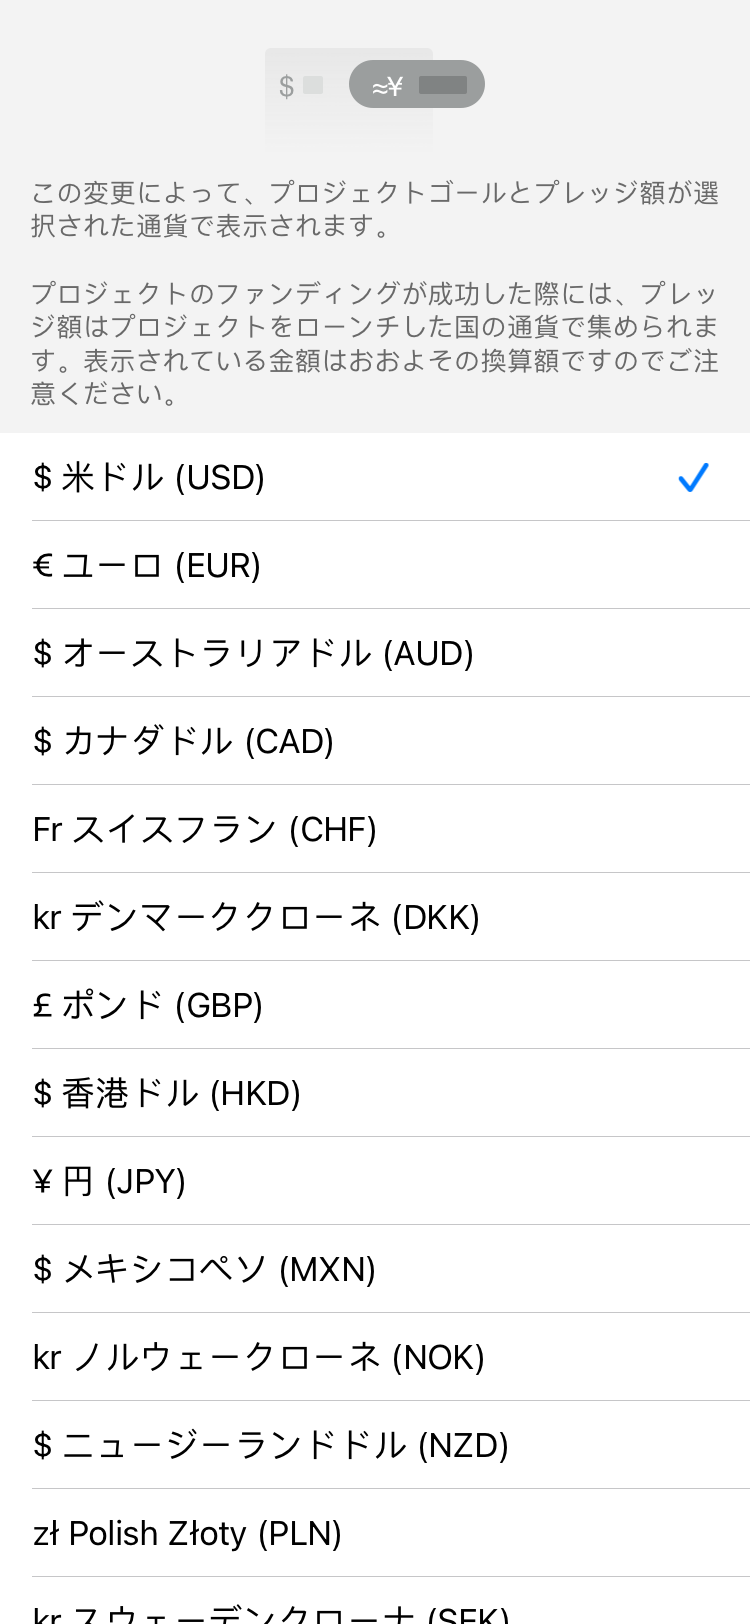 $ ≈¥
この変更によって、プロジェクトゴールとプレッジ額が選
択された通貨で表示されます。
プロジェクトのファンディングが成功した際には、プレッ
ジ額はプロジェクトをローンチした国の通貨で集められま
す。表示されている金額はおおよその換算額ですのでご注
意ください。
$ 米ドル (USD)
€ ユーロ (EUR)
$ オーストラリアドル (AUD)
$ カナダドル (CAD)
Fr スイスフラン (CHF)
kr デンマーククローネ (DKK)
£ ポンド (GBP)
$ 香港ドル (HKD)
¥ 円 (JPY)
$ メキシコペソ (MXN)
kr ノルウェークローネ (NOK)
$ ニュージーランドドル (NZD)
zł Polish Złoty (PLN)
kr スウェーデンクローナ (SEK)